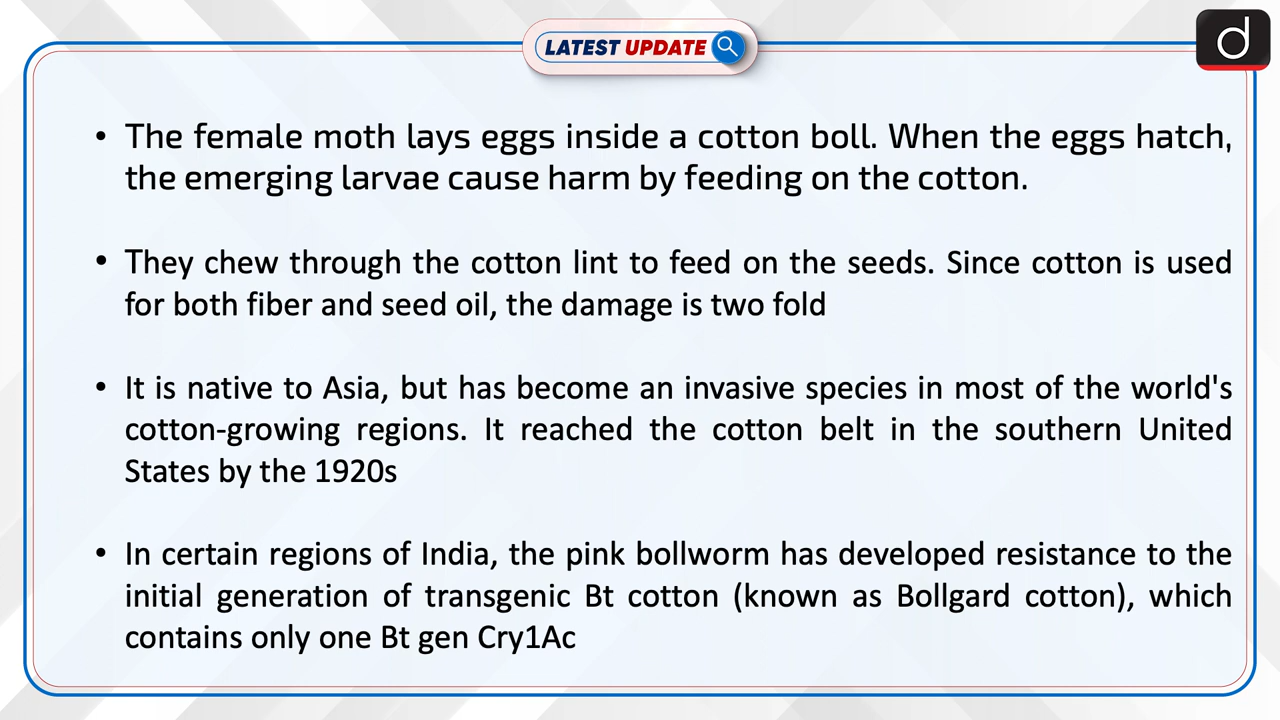 LATEST UPDATE
d
• The female moth lays eggs inside a cotton boll. When the eggs hatch,
the emerging larvae cause harm by feeding on the cotton.
• They chew through the cotton lint to feed on the seeds. Since cotton is used
for both fiber and seed oil, the damage is two fold
• It is native to Asia, but has become an invasive species in most of the world's
cotton-growing regions. It reached the cotton belt in the southern United
States by the 1920s
• In certain regions of India, the pink bollworm has developed resistance to the
initial generation of transgenic Bt cotton (known as Bollgard cotton), which
contains only one Bt gen Cry1Ac